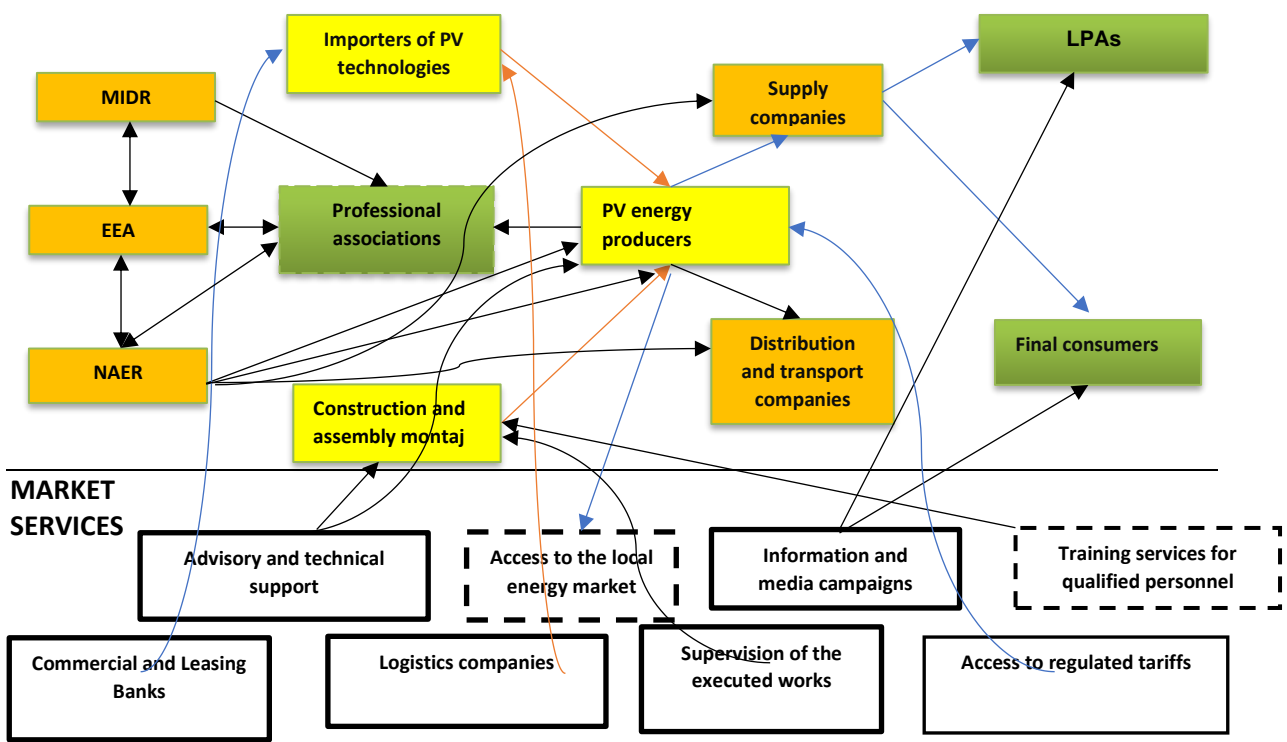 Importers of PV
technologies
LPAs
MIDR
Supply
companies
Professional
associations
PV energy
producers
EEA
NAER
Distribution
and transport
companies
Final consumers
Construction and
assembly montaj
MARKET
SERVICES
Advisory and technical
support
Access to the local
energy market
Information and
media campaigns
Training services for
qualified personnel
Commercial and Leasing
Banks
Logistics companies
Supervision of the
executed works
Access to regulated tariffs